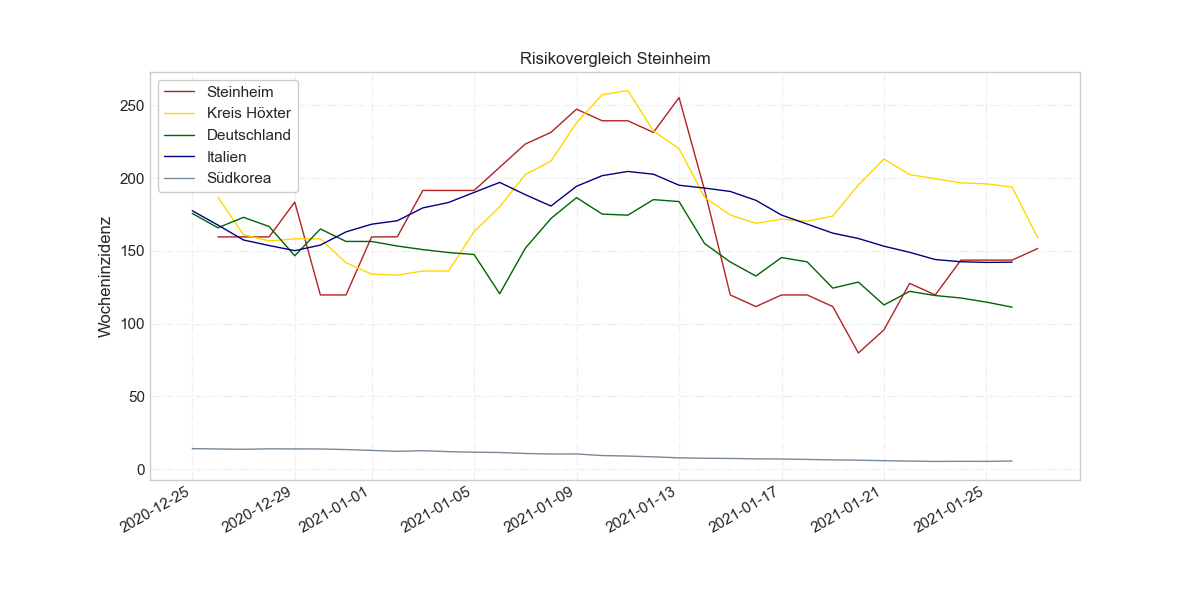 Risikovergleich Steinheim
Steinheim
Kreis Höxter
Deutschland
Italien
Südkorea
Wocheninzidenz
250
200
150
100
50
0
2020-12-25
2020-12-29
2021-01-01
2021-01-05
2021-01-09
2021-01-13
2021-01-17
2021-01-21
2021-01-25